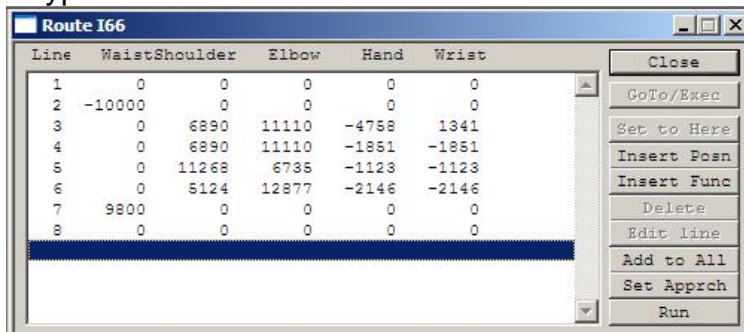 Route I66
Line WaistShoulder Elbow Hand Wrist
1 0 0 0 0 0
2 -10000 0 0 0 0
3 0 6890 11110 -4758 1341
4 0 6890 11110 -1851 -1851
5 0 11268 6735 -1123 -1123
6 0 5124 12877 -2146 -2146
7 9800 0 0 0 0
8 0 0 0 0 0
Close
GoTo/Exec
Set to Here
Insert Posn
Insert Func
Delete
Edit line
Add to All
Set Apprch
Run